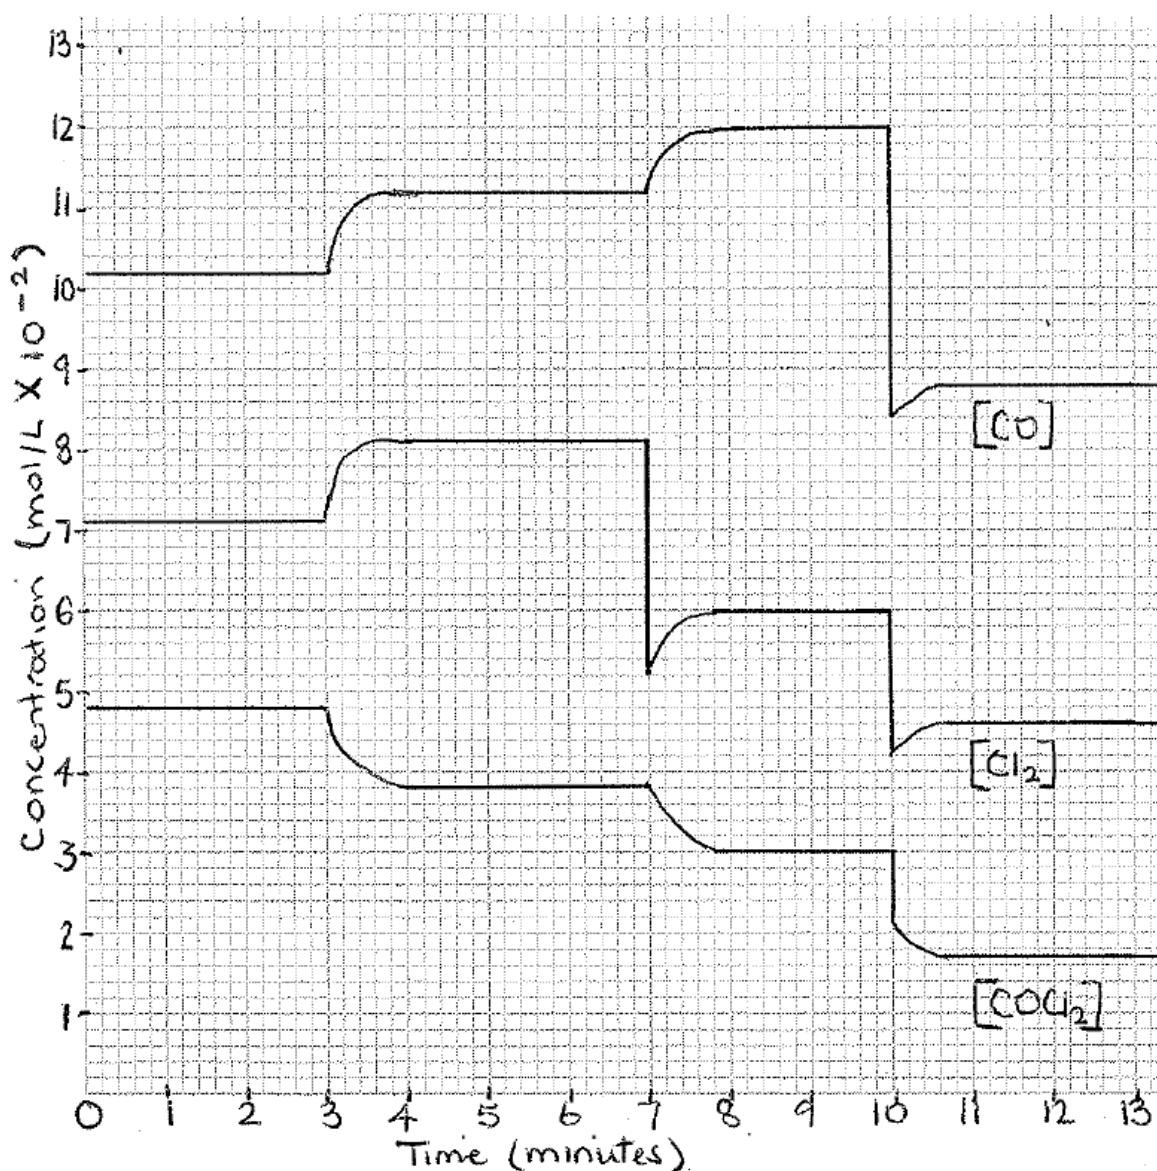 13
12
11
10
9
8
7
6
5
4
3
2
1
Concentration (mol/L X 10⁻²)
[CO]
[Cl₂]
[COCl₂]
0 1 2 3 4 5 6 7 8 9 10 11 12 13
Time (minutes)